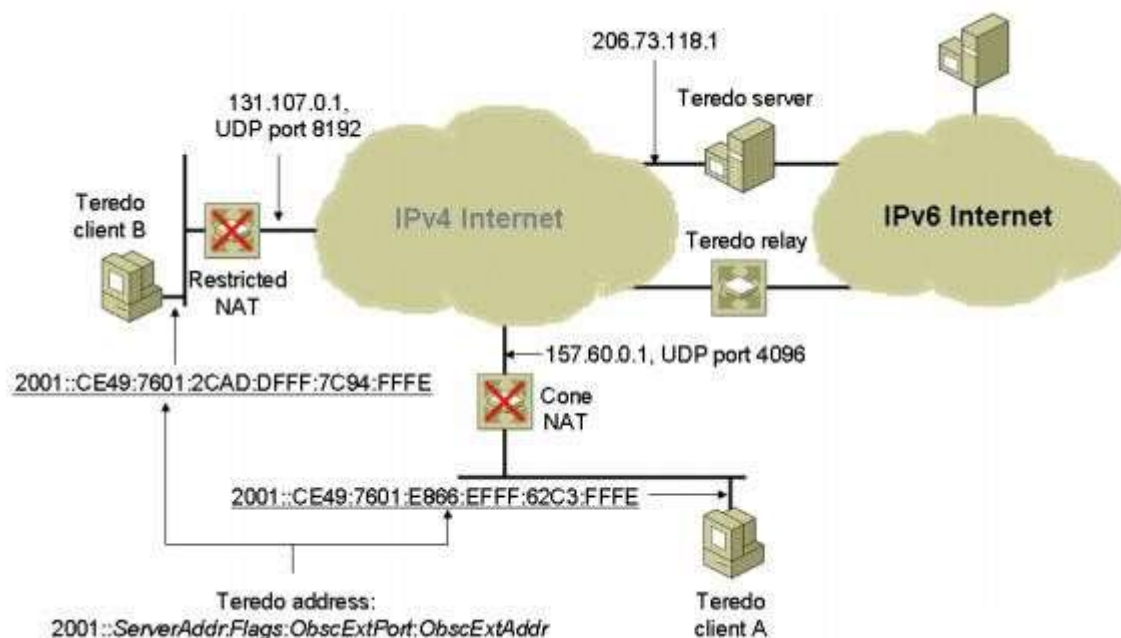 206.73.118.1
Teredo server
131.107.0.1,
UDP port 8192
Teredo
client B
IPv4 Internet
IPv6 Internet
Restricted
NAT
Teredo relay
157.60.0.1, UDP port 4096
2001::CE49:7601:2CAD:DFFF:7C94:FFFE
Cone
NAT
2001::CE49:7601:E866:EFFF:62C3:FFFE
Teredo address:
2001::ServerAddr:Flags:ObscExtPort:ObscExtAddr
Teredo
client A